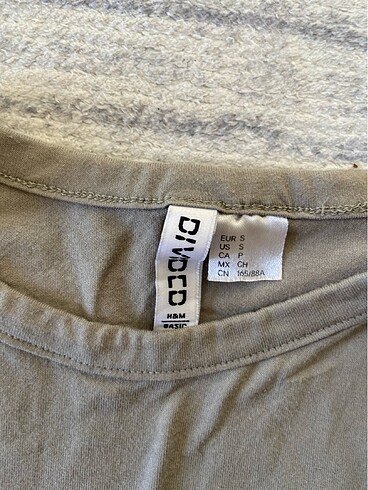 DIVIDED
H&M
BASIC
EUR S
US S
CA P
MX CH
CN 165/88A